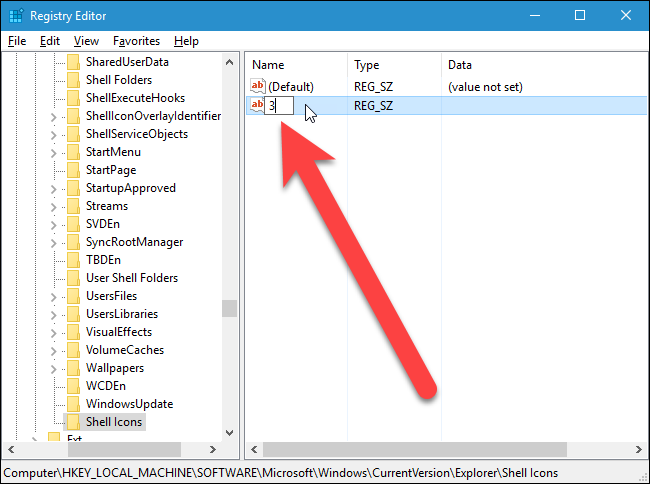 Registry Editor
File Edit View Favorites Help
SharedUserData
Shell Folders
ShellExecuteHooks
ShellIconOverlayIdentifier
ShellServiceObjects
StartMenu
StartPage
StartupApproved
Streams
SVDEn
SyncRootManager
TBDEn
User Shell Folders
UsersFiles
UsersLibraries
VisualEffects
VolumeCaches
Wallpapers
WCDEn
WindowsUpdate
Shell Icons
Ext
Name Type Data
ab (Default) REG_SZ (value not set)
ab 3 REG_SZ
Computer\HKEY_LOCAL_MACHINE\SOFTWARE\Microsoft\Windows\CurrentVersion\Explorer\Shell Icons